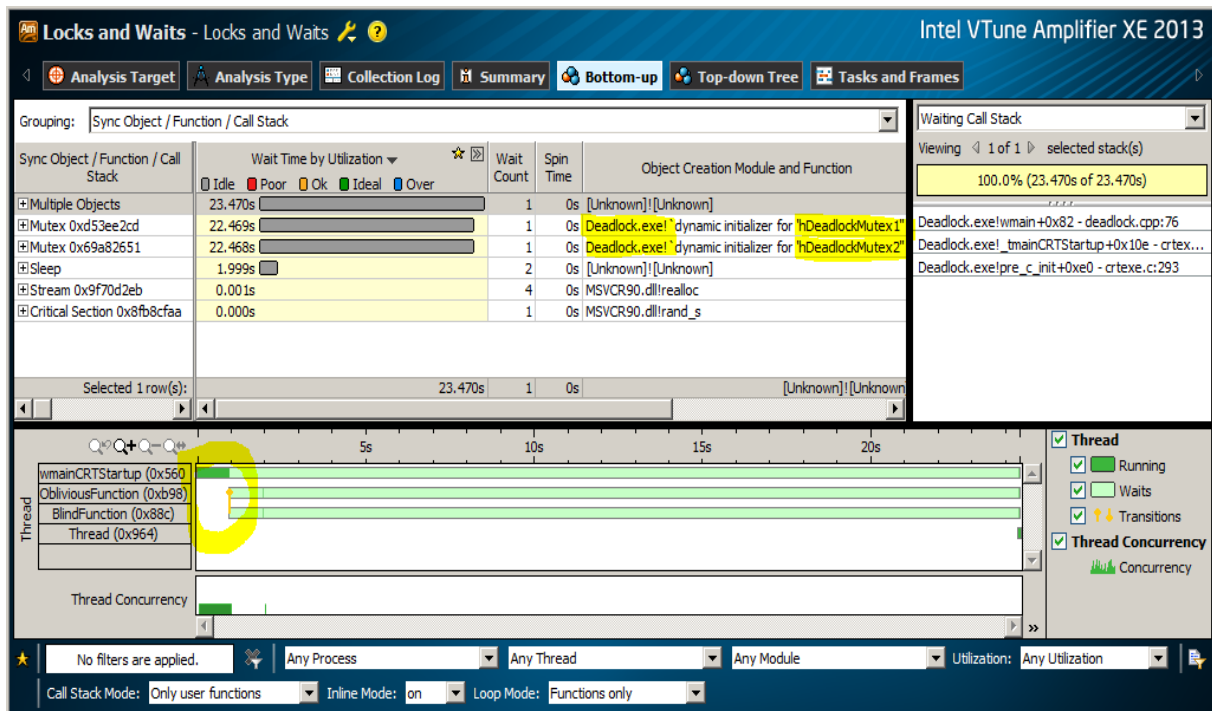 Locks and Waits - Locks and Waits
Intel VTune Amplifier XE 2013
Analysis Target Analysis Type Collection Log Summary Bottom-up Top-down Tree Tasks and Frames
Grouping: Sync Object / Function / Call Stack
Sync Object / Function / Call Stack
Wait Time by Utilization
Idle Poor Ok Ideal Over
Wait Count
Spin Time
Object Creation Module and Function
Multiple Objects 23.470s 1 0s [Unknown]![Unknown]
Mutex 0xd53ee2cd 22.469s 1 0s Deadlock.exe!`dynamic initializer for 'hDeadlockMutex1''
Mutex 0x69a82651 22.468s 1 0s Deadlock.exe!`dynamic initializer for 'hDeadlockMutex2''
Sleep 1.999s 2 0s [Unknown]![Unknown]
Stream 0x9f70d2eb 0.001s 4 0s MSVCR90.dll!realloc
Critical Section 0x8fb8cfaa 0.000s 1 0s MSVCR90.dll!rand_s
Selected 1 row(s): 23.470s 1 0s [Unknown]![Unknown
Waiting Call Stack
Viewing 1 of 1 selected stack(s)
100.0% (23.470s of 23.470s)
Deadlock.exe!wmain+0x82 - deadlock.cpp:76
Deadlock.exe!_tmainCRTStartup+0x10e - crtex...
Deadlock.exe!pre_c_init+0xe0 - crtexe.c:293
5s 10s 15s 20s
Thread
wmainCRTStartup (0x560
ObliviousFunction (0xb98)
BlindFunction (0x88c)
Thread (0x964)
Thread Concurrency
Thread
Running
Waits
Transitions
Thread Concurrency
Concurrency
No filters are applied. Any Process Any Thread Any Module Utilization: Any Utilization
Call Stack Mode: Only user functions Inline Mode: on Loop Mode: Functions only